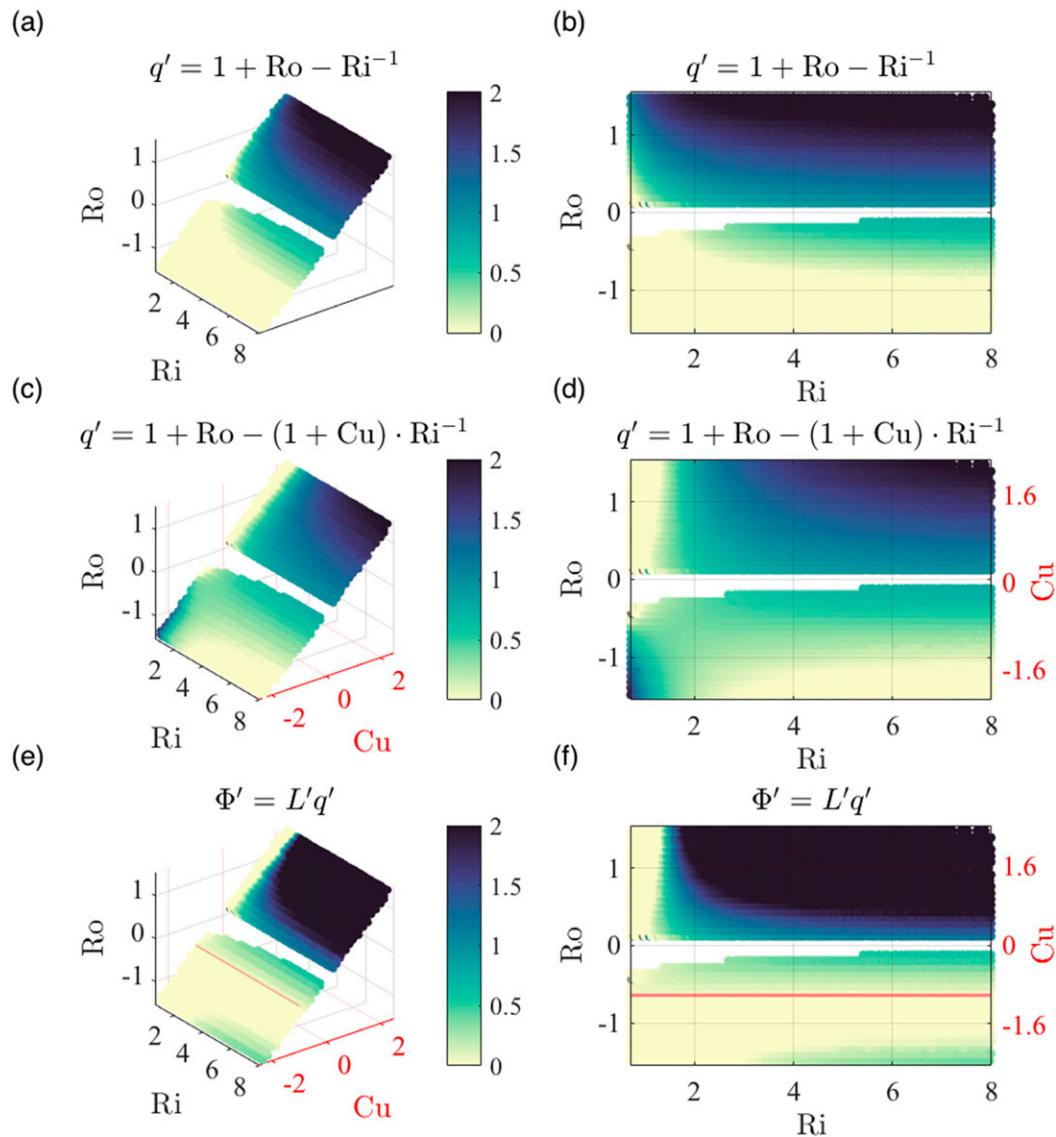 (a)
q′ = 1 + Ro − Ri⁻¹
2
1.5
1
0.5
0
Ro
1
0
-1
2
4
6
8
Ri
(b)
q′ = 1 + Ro − Ri⁻¹
Ro
1
0
-1
2
4
6
8
Ri
(c)
q′ = 1 + Ro − (1 + Cu) · Ri⁻¹
2
1.5
1
0.5
0
Ro
1
0
-1
2
4
6
8
Ri
-2
0
2
Cu
(d)
q′ = 1 + Ro − (1 + Cu) · Ri⁻¹
Ro
1
0
-1
2
4
6
8
Ri
1.6
0
-1.6
Cu
(e)
Φ′ = L′q′
2
1.5
1
0.5
0
Ro
1
0
-1
2
4
6
8
Ri
-2
0
2
Cu
(f)
Φ′ = L′q′
Ro
1
0
-1
2
4
6
8
Ri
1.6
0
-1.6
Cu